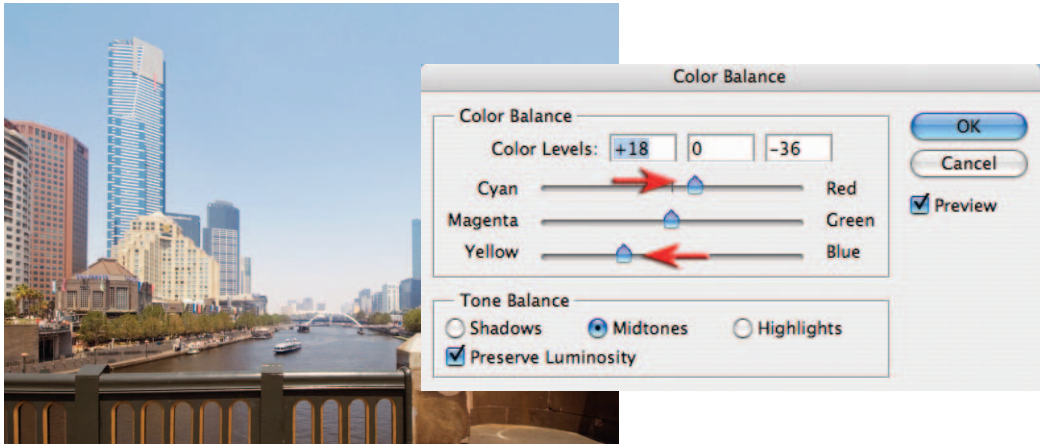 Color Balance
Color Balance
Color Levels: +18 0 -36
Cyan Red
Magenta Green
Yellow Blue
Tone Balance
Shadows Midtones Highlights
Preserve Luminosity
OK
Cancel
Preview